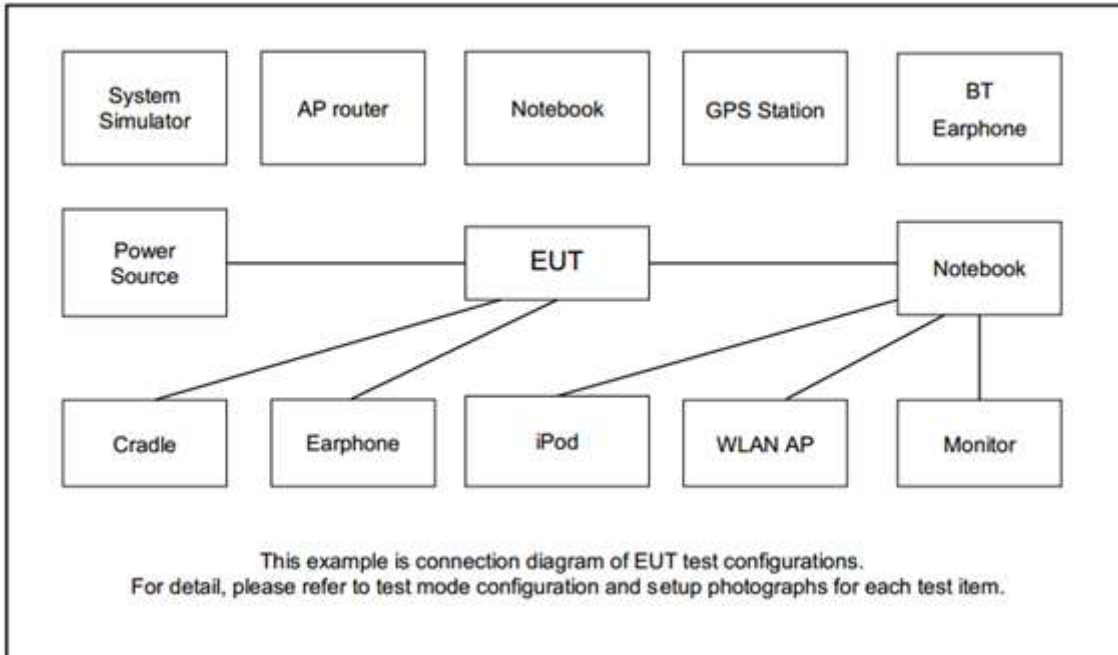 System
Simulator
AP router
Notebook
GPS Station
BT
Earphone
Power
Source
EUT
Notebook
Cradle
Earphone
iPod
WLAN AP
Monitor
This example is connection diagram of EUT test configurations.
For detail, please refer to test mode configuration and setup photographs for each test item.